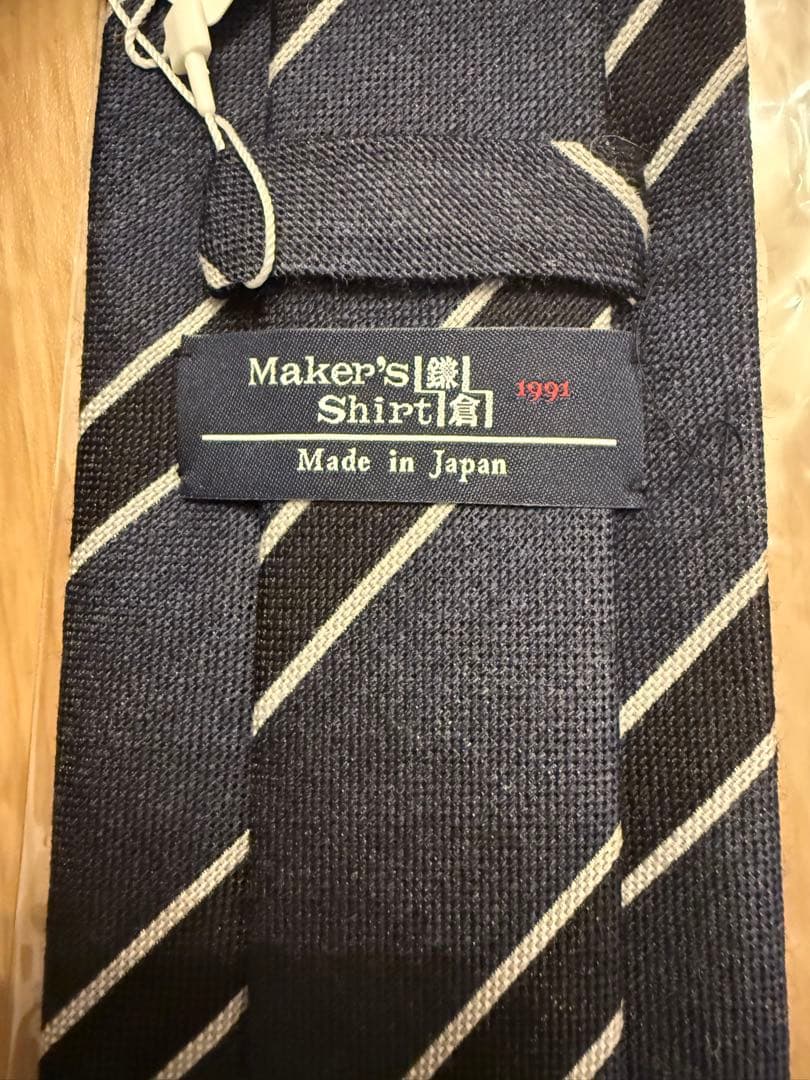 Maker's 鎌 1991
Shirt 倉
Made in Japan